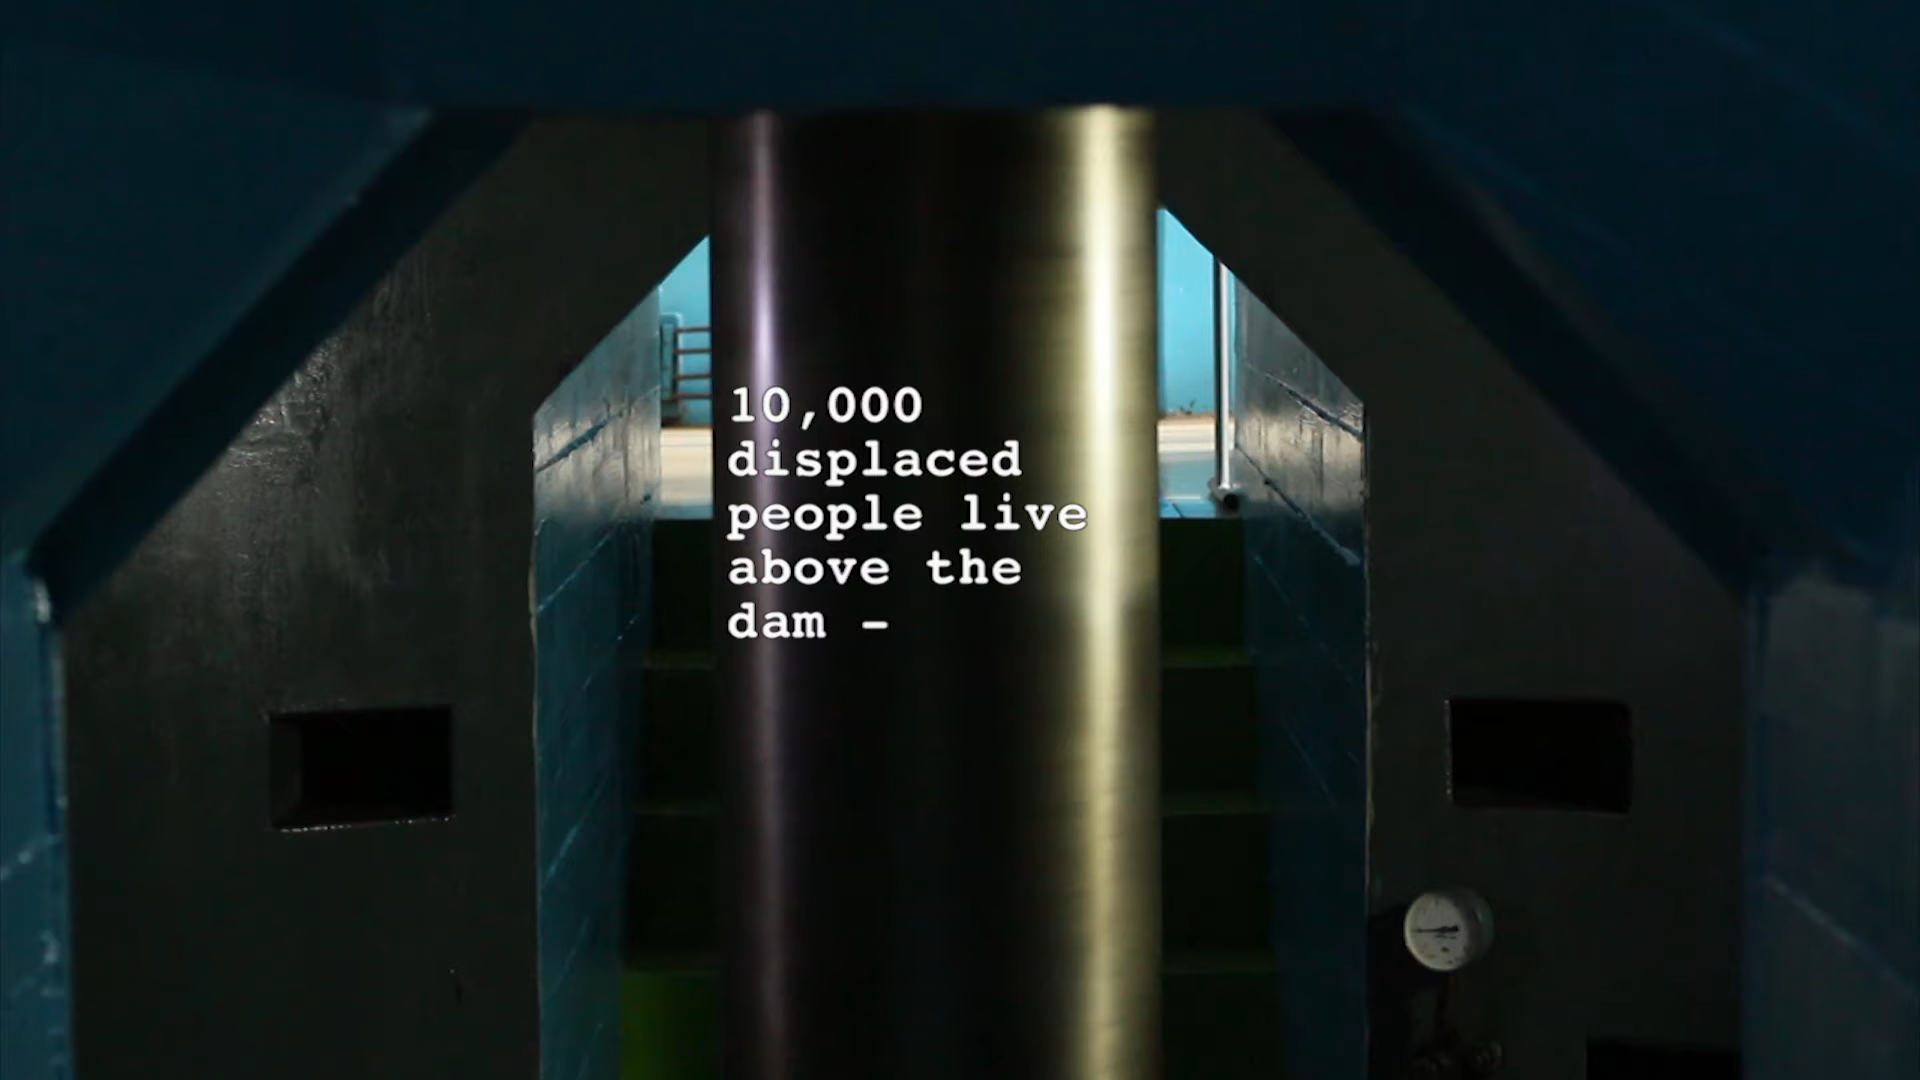 10,000
displaced
people live
above the
dam -